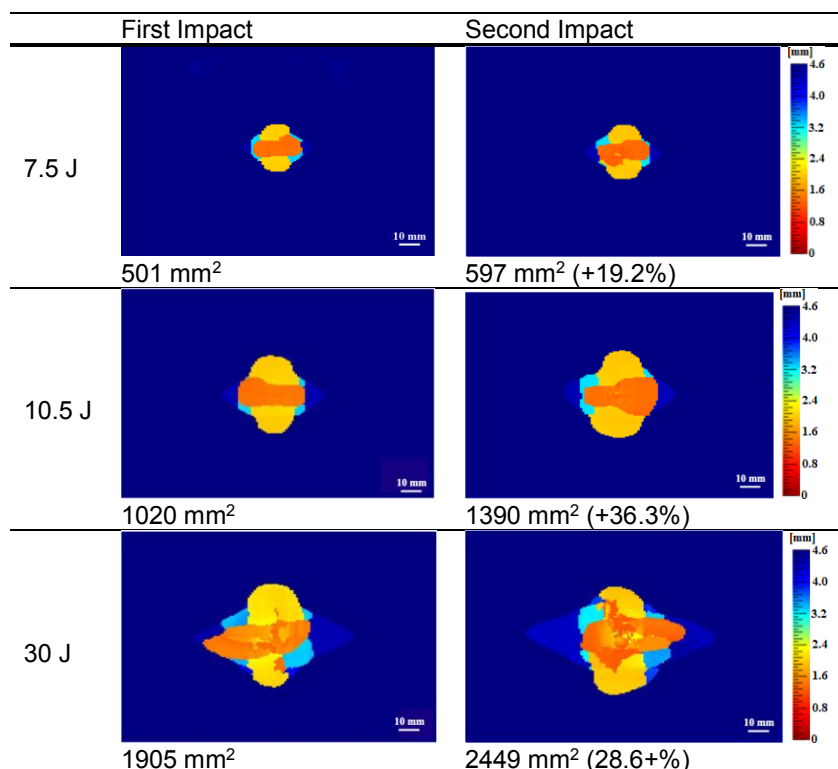 First Impact Second Impact
7.5 J
10 mm
10 mm
[mm]
4.6
4.0
3.2
2.4
1.6
0.8
0
501 mm² 597 mm² (+19.2%)
10.5 J
10 mm
10 mm
[mm]
4.6
4.0
3.2
2.4
1.6
0.8
0
1020 mm² 1390 mm² (+36.3%)
30 J
10 mm
10 mm
[mm]
4.6
4.0
3.2
2.4
1.6
0.8
0
1905 mm² 2449 mm² (28.6+%)